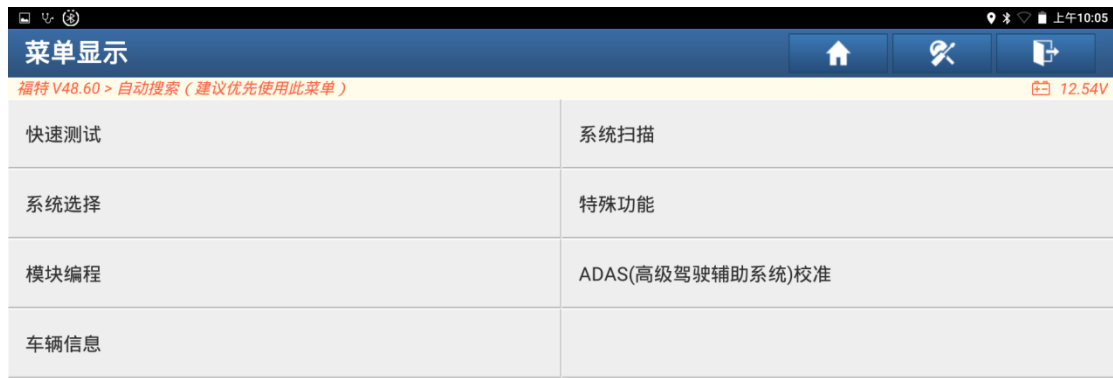 上午10:05
菜单显示
福特 V48.60 > 自动搜索 ( 建议优先使用此菜单 )
12.54V
快速测试
系统扫描
系统选择
特殊功能
模块编程
ADAS(高级驾驶辅助系统)校准
车辆信息